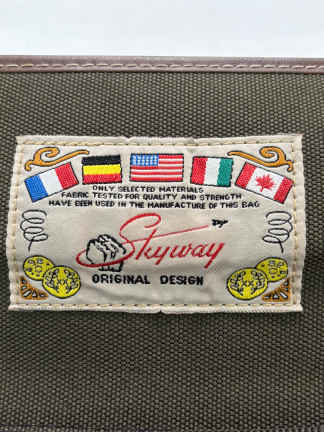 ONLY SELECTED MATERIALS
FABRIC TESTED FOR QUALITY AND STRENGTH
HAVE BEEN USED IN THE MANUFACTURE OF THIS BAG
Skyway
ORIGINAL DESIGN